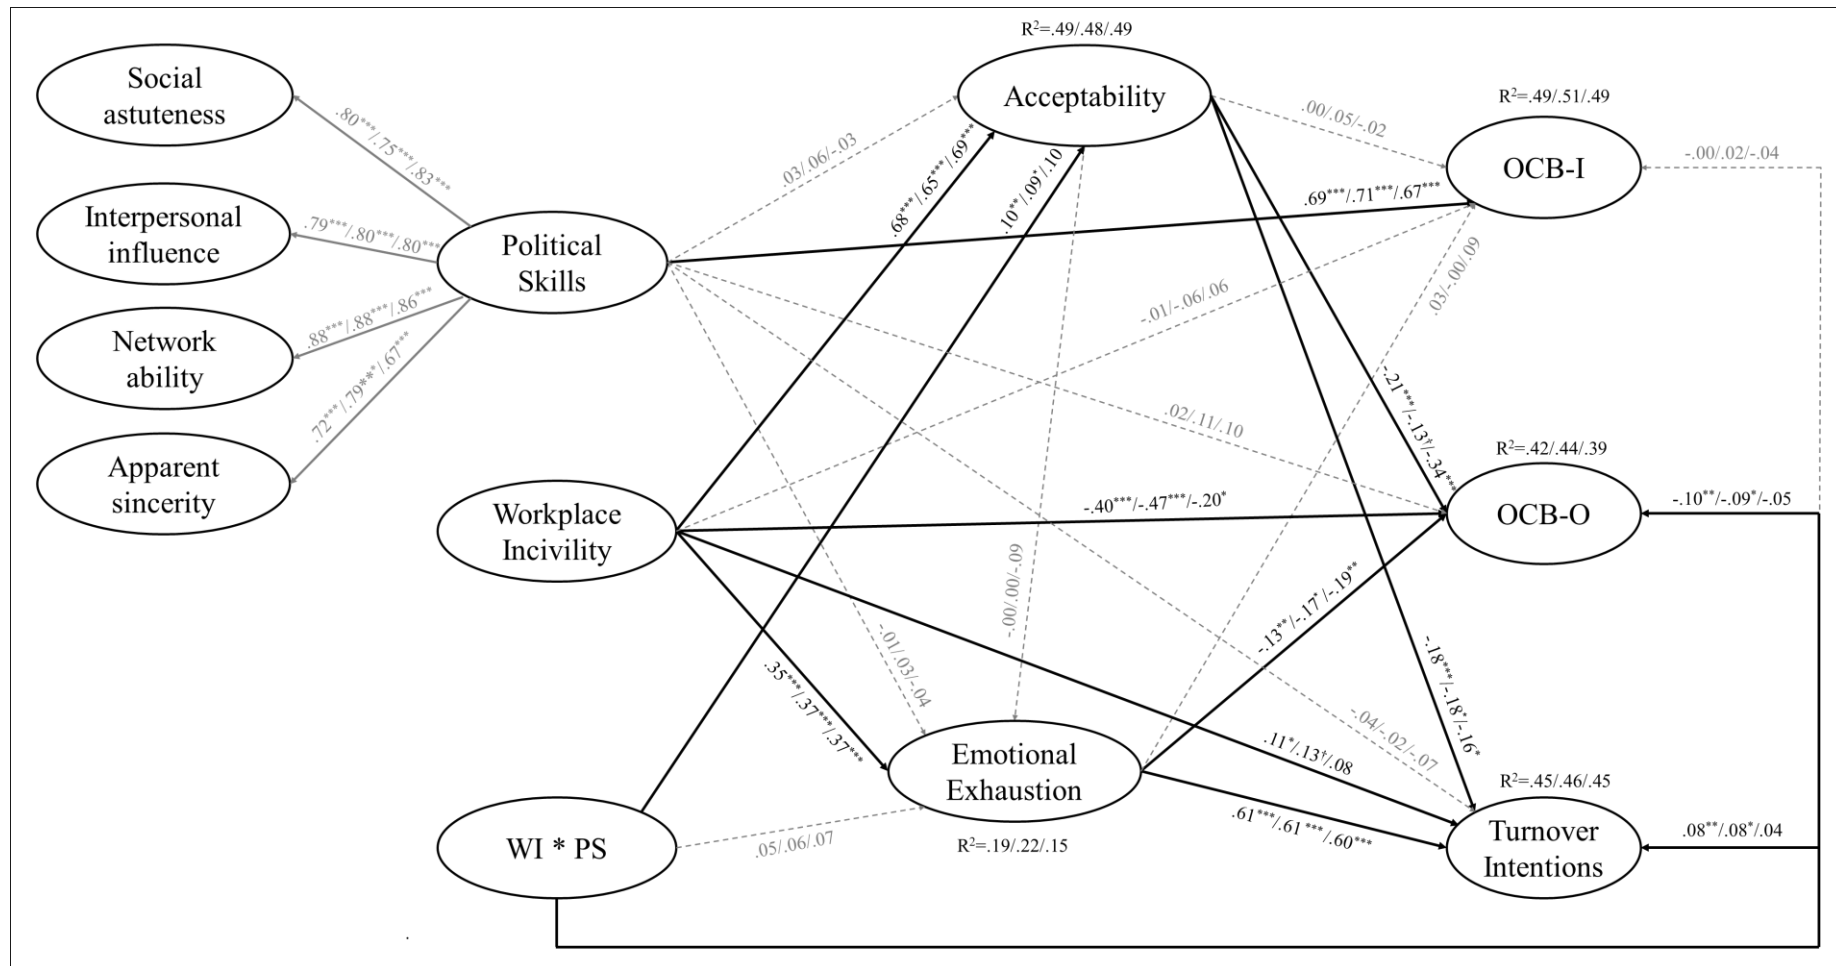 R²=.49/.48/.49
Social
astuteness
Acceptability
R²=.49/.51/.49
OCB-I
.80***/.75***/.83***
.03/.06/-.03
.00/.05/-.02
-.00/.02/-.04
.68***/.65***/.69***
.10**/.09*/.10
.69***/.71***/.67***
Interpersonal
influence
.79***/.80***/.80***
Political
Skills
.03/-.00/.09
-.01/-.06/.06
Network
ability
.88***/.88***/.86***
.72***/.79***/.67***
.02/.11/.10
-.21***/-.13†/-.34***
Apparent
sincerity
R²=.42/.44/.39
OCB-O
-.10**/-.09*/-.05
Workplace
Incivility
-.40***/-.47***/-.20*
-.00/.00/-.09
-.13**/-.17*/-.19**
-.01/.03/-.04
.35***/.37***/.37***
-.18***/-.18*/-.16*
-.04/-.02/-.07
.11*/.13†/.08
Emotional
Exhaustion
R²=.19/.22/.15
R²=.45/.46/.45
Turnover
Intentions
.61***/.61***/.60***
.08**/.08*/.04
WI * PS
.05/.06/.07